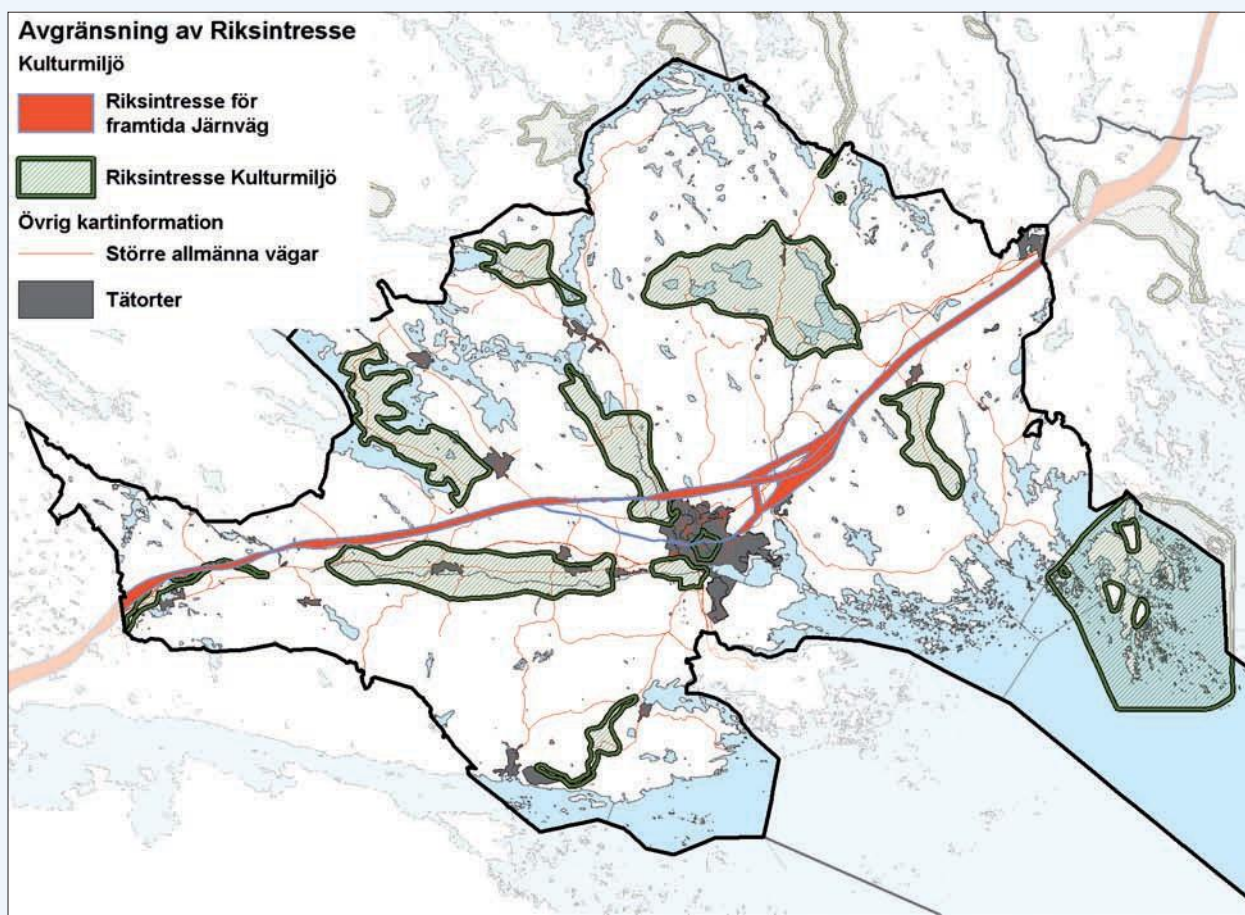 Avgränsning av Riksintresse
Kulturmiljö
Riksintresse för
framtida Järnväg
Riksintresse Kulturmiljö
Övrig kartinformation
Större allmänna vägar
Tätorter